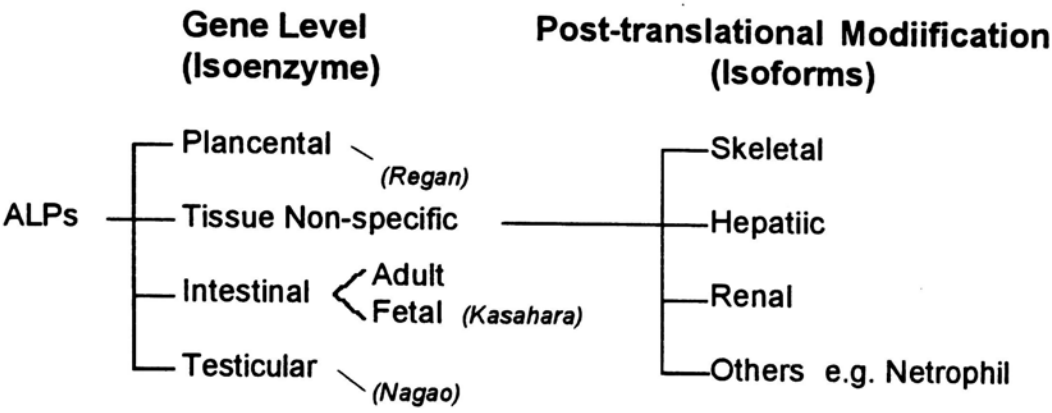 Gene Level
(Isoenzyme)
Post-translational Modiification
(Isoforms)
ALPs
Plancental
(Regan)
Tissue Non-specific
Intestinal
Adult
Fetal (Kasahara)
Testicular
(Nagao)
Skeletal
Hepatiic
Renal
Others e.g. Netrophil